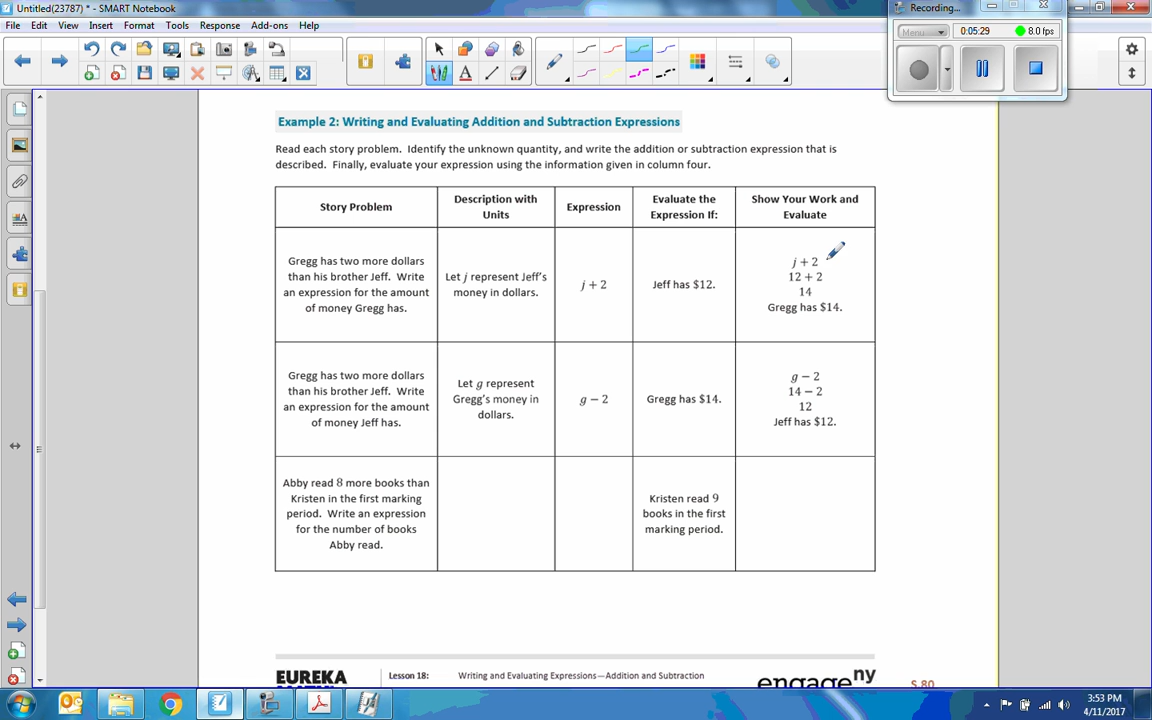 Untitled(23787) * - SMART Notebook
File Edit View Insert Format Tools Response Add-ons Help
Recording...
Menu
0:05:29
8.0 fps
Example 2: Writing and Evaluating Addition and Subtraction Expressions
Read each story problem. Identify the unknown quantity, and write the addition or subtraction expression that is
described. Finally, evaluate your expression using the information given in column four.
Story Problem
Description with
Units
Expression
Evaluate the
Expression If:
Show Your Work and
Evaluate
Gregg has two more dollars
than his brother Jeff. Write
an expression for the amount
of money Gregg has.
Let j represent Jeff's
money in dollars.
j + 2
Jeff has $12.
j + 2
12 + 2
14
Gregg has $14.
Gregg has two more dollars
than his brother Jeff. Write
an expression for the amount
of money Jeff has.
Let g represent
Gregg's money in
dollars.
g − 2
Gregg has $14.
g − 2
14 − 2
12
Jeff has $12.
Abby read 8 more books than
Kristen in the first marking
period. Write an expression
for the number of books
Abby read.
Kristen read 9
books in the first
marking period.
EUREKA
Lesson 18: Writing and Evaluating Expressions—Addition and Subtraction
engage ny
S.80
3:53 PM
4/11/2017